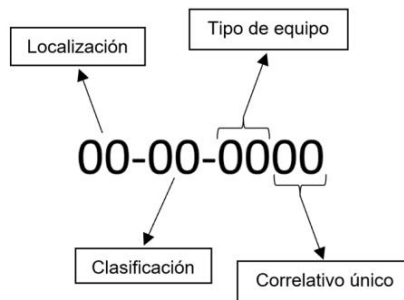 Tipo de equipo
Localización
00-00-0000
Clasificación
Correlativo único